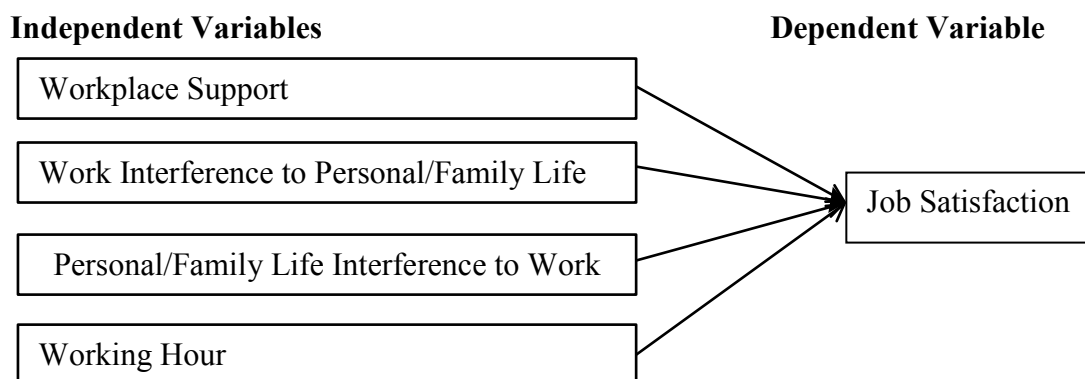 Independent Variables
Dependent Variable
Workplace Support
Work Interference to Personal/Family Life
Personal/Family Life Interference to Work
Working Hour
Job Satisfaction